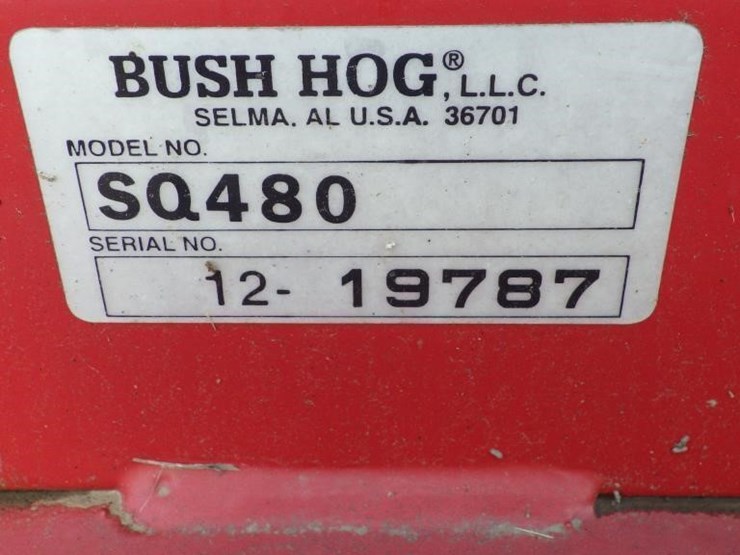 BUSH HOG®, L.L.C.
SELMA. AL U.S.A. 36701
MODEL NO.
SQ480
SERIAL NO.
12- 19787